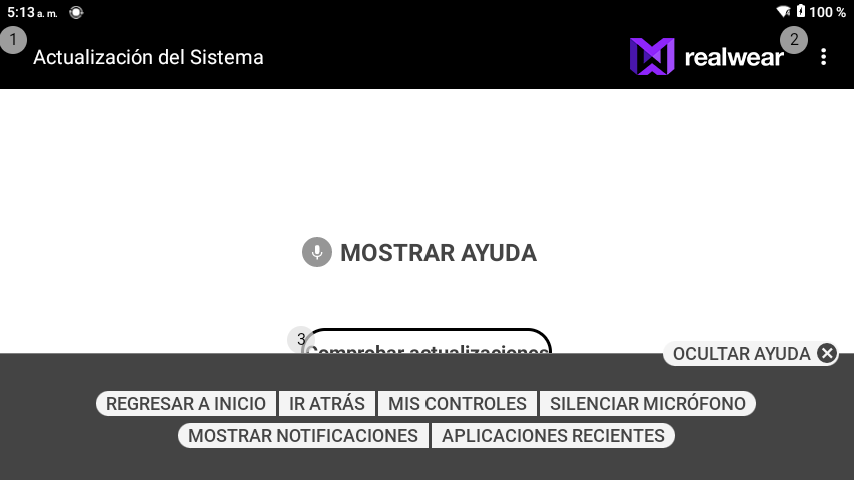 5:13 a. m. 100 %
1 2
Actualización del Sistema realwear
MOSTRAR AYUDA
3
Comprobar actualizaciones
OCULTAR AYUDA
REGRESAR A INICIO IR ATRÁS MIS CONTROLES SILENCIAR MICRÓFONO
MOSTRAR NOTIFICACIONES APLICACIONES RECIENTES